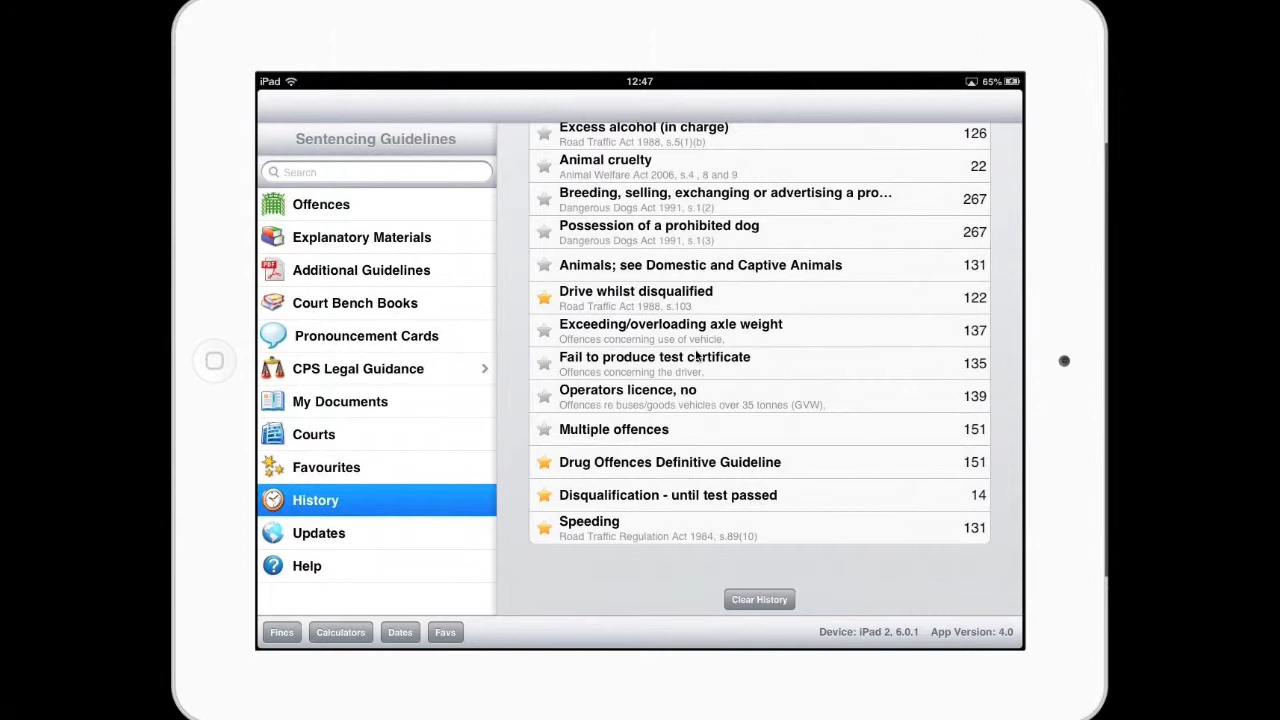 iPad
12:47
65%
Sentencing Guidelines
Search
Offences
Explanatory Materials
Additional Guidelines
PDF
Court Bench Books
Pronouncement Cards
CPS Legal Guidance
My Documents
Courts
Favourites
History
Updates
Help
Excess alcohol (in charge)
Road Traffic Act 1988, s.5(1)(b)
126
Animal cruelty
Animal Welfare Act 2006, s.4 , 8 and 9
22
Breeding, selling, exchanging or advertising a pro...
Dangerous Dogs Act 1991, s.1(2)
267
Possession of a prohibited dog
Dangerous Dogs Act 1991, s.1(3)
267
Animals; see Domestic and Captive Animals
131
Drive whilst disqualified
Road Traffic Act 1988, s.103
122
Exceeding/overloading axle weight
Offences concerning use of vehicle,
137
Fail to produce test certificate
Offences concerning the driver,
135
Operators licence, no
Offences re buses/goods vehicles over 35 tonnes (GVW),
139
Multiple offences
151
Drug Offences Definitive Guideline
151
Disqualification - until test passed
14
Speeding
Road Traffic Regulation Act 1984, s.89(10)
131
Clear History
Fines
Calculators
Dates
Favs
Device: iPad 2, 6.0.1
App Version: 4.0